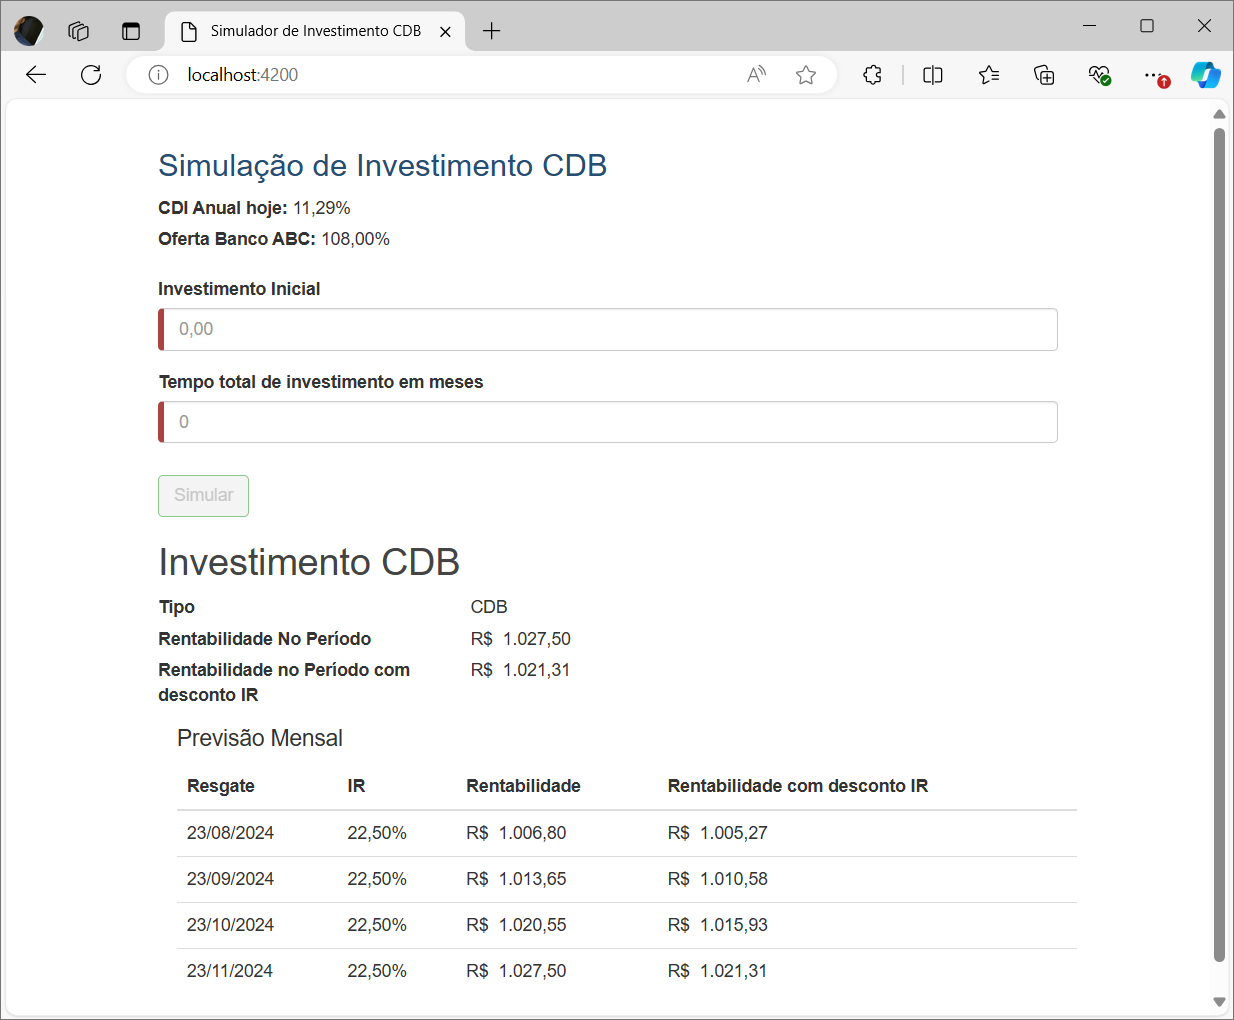 Simulador de Investimento CDB
localhost:4200
Simulação de Investimento CDB
CDI Anual hoje: 11,29%
Oferta Banco ABC: 108,00%
Investimento Inicial
0,00
Tempo total de investimento em meses
0
Simular
Investimento CDB
Tipo CDB
Rentabilidade No Período R$ 1.027,50
Rentabilidade no Período com R$ 1.021,31
desconto IR
Previsão Mensal
Resgate IR Rentabilidade Rentabilidade com desconto IR
23/08/2024 22,50% R$ 1.006,80 R$ 1.005,27
23/09/2024 22,50% R$ 1.013,65 R$ 1.010,58
23/10/2024 22,50% R$ 1.020,55 R$ 1.015,93
23/11/2024 22,50% R$ 1.027,50 R$ 1.021,31